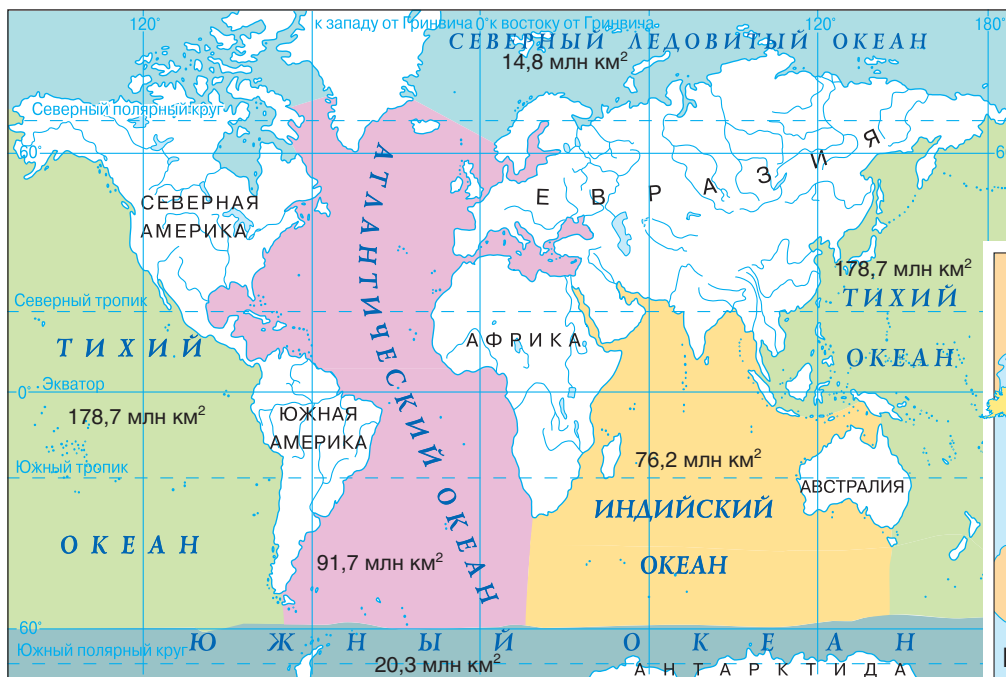 120°
к западу от Гринвича
0°
к востоку от Гринвича
120°
180°
СЕВЕРНЫЙ ЛЕДОВИТЫЙ ОКЕАН
14,8 млн км²
Северный полярный круг
60°
6
СЕВЕРНАЯ
АМЕРИКА
ЕВРАЗИЯ
АТЛАНТИЧЕСКИЙ ОКЕАН
178,7 млн км²
ТИХИЙ
ОКЕАН
Северный тропик
ТИХИЙ
АФРИКА
Экватор
178,7 млн км²
ЮЖНАЯ
АМЕРИКА
Южный тропик
76,2 млн км²
АВСТРАЛИЯ
ИНДИЙСКИЙ
ОКЕАН
ОКЕАН
91,7 млн км²
60°
ЮЖНЫЙ ОКЕАН
Южный полярный круг
20,3 млн км²
АНТАРКТИДА